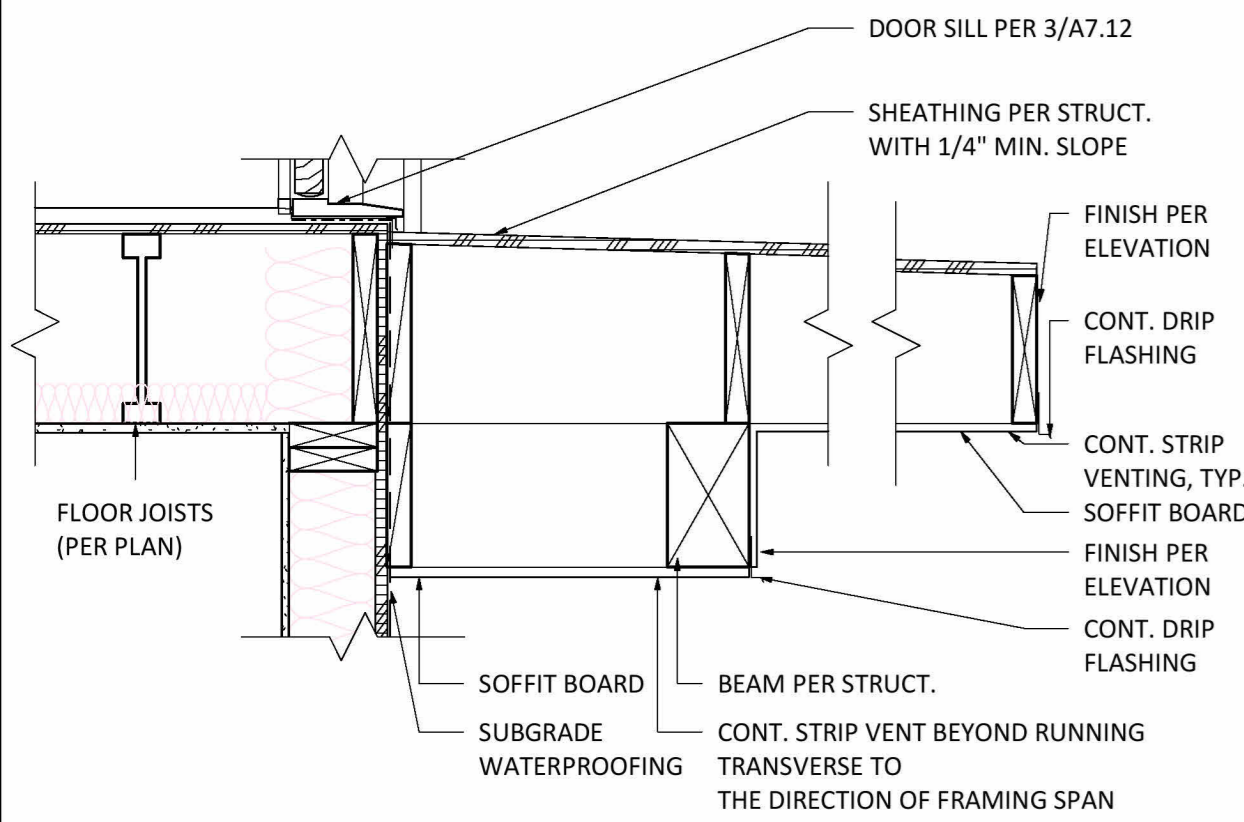 DOOR SILL PER 3/A7.12
SHEATHING PER STRUCT.
WITH 1/4" MIN. SLOPE
FINISH PER
ELEVATION
CONT. DRIP
FLASHING
CONT. STRIP
VENTING, TYP.
SOFFIT BOARD
FINISH PER
ELEVATION
CONT. DRIP
FLASHING
FLOOR JOISTS
(PER PLAN)
SOFFIT BOARD
SUBGRADE
WATERPROOFING
BEAM PER STRUCT.
CONT. STRIP VENT BEYOND RUNNING
TRANSVERSE TO
THE DIRECTION OF FRAMING SPAN